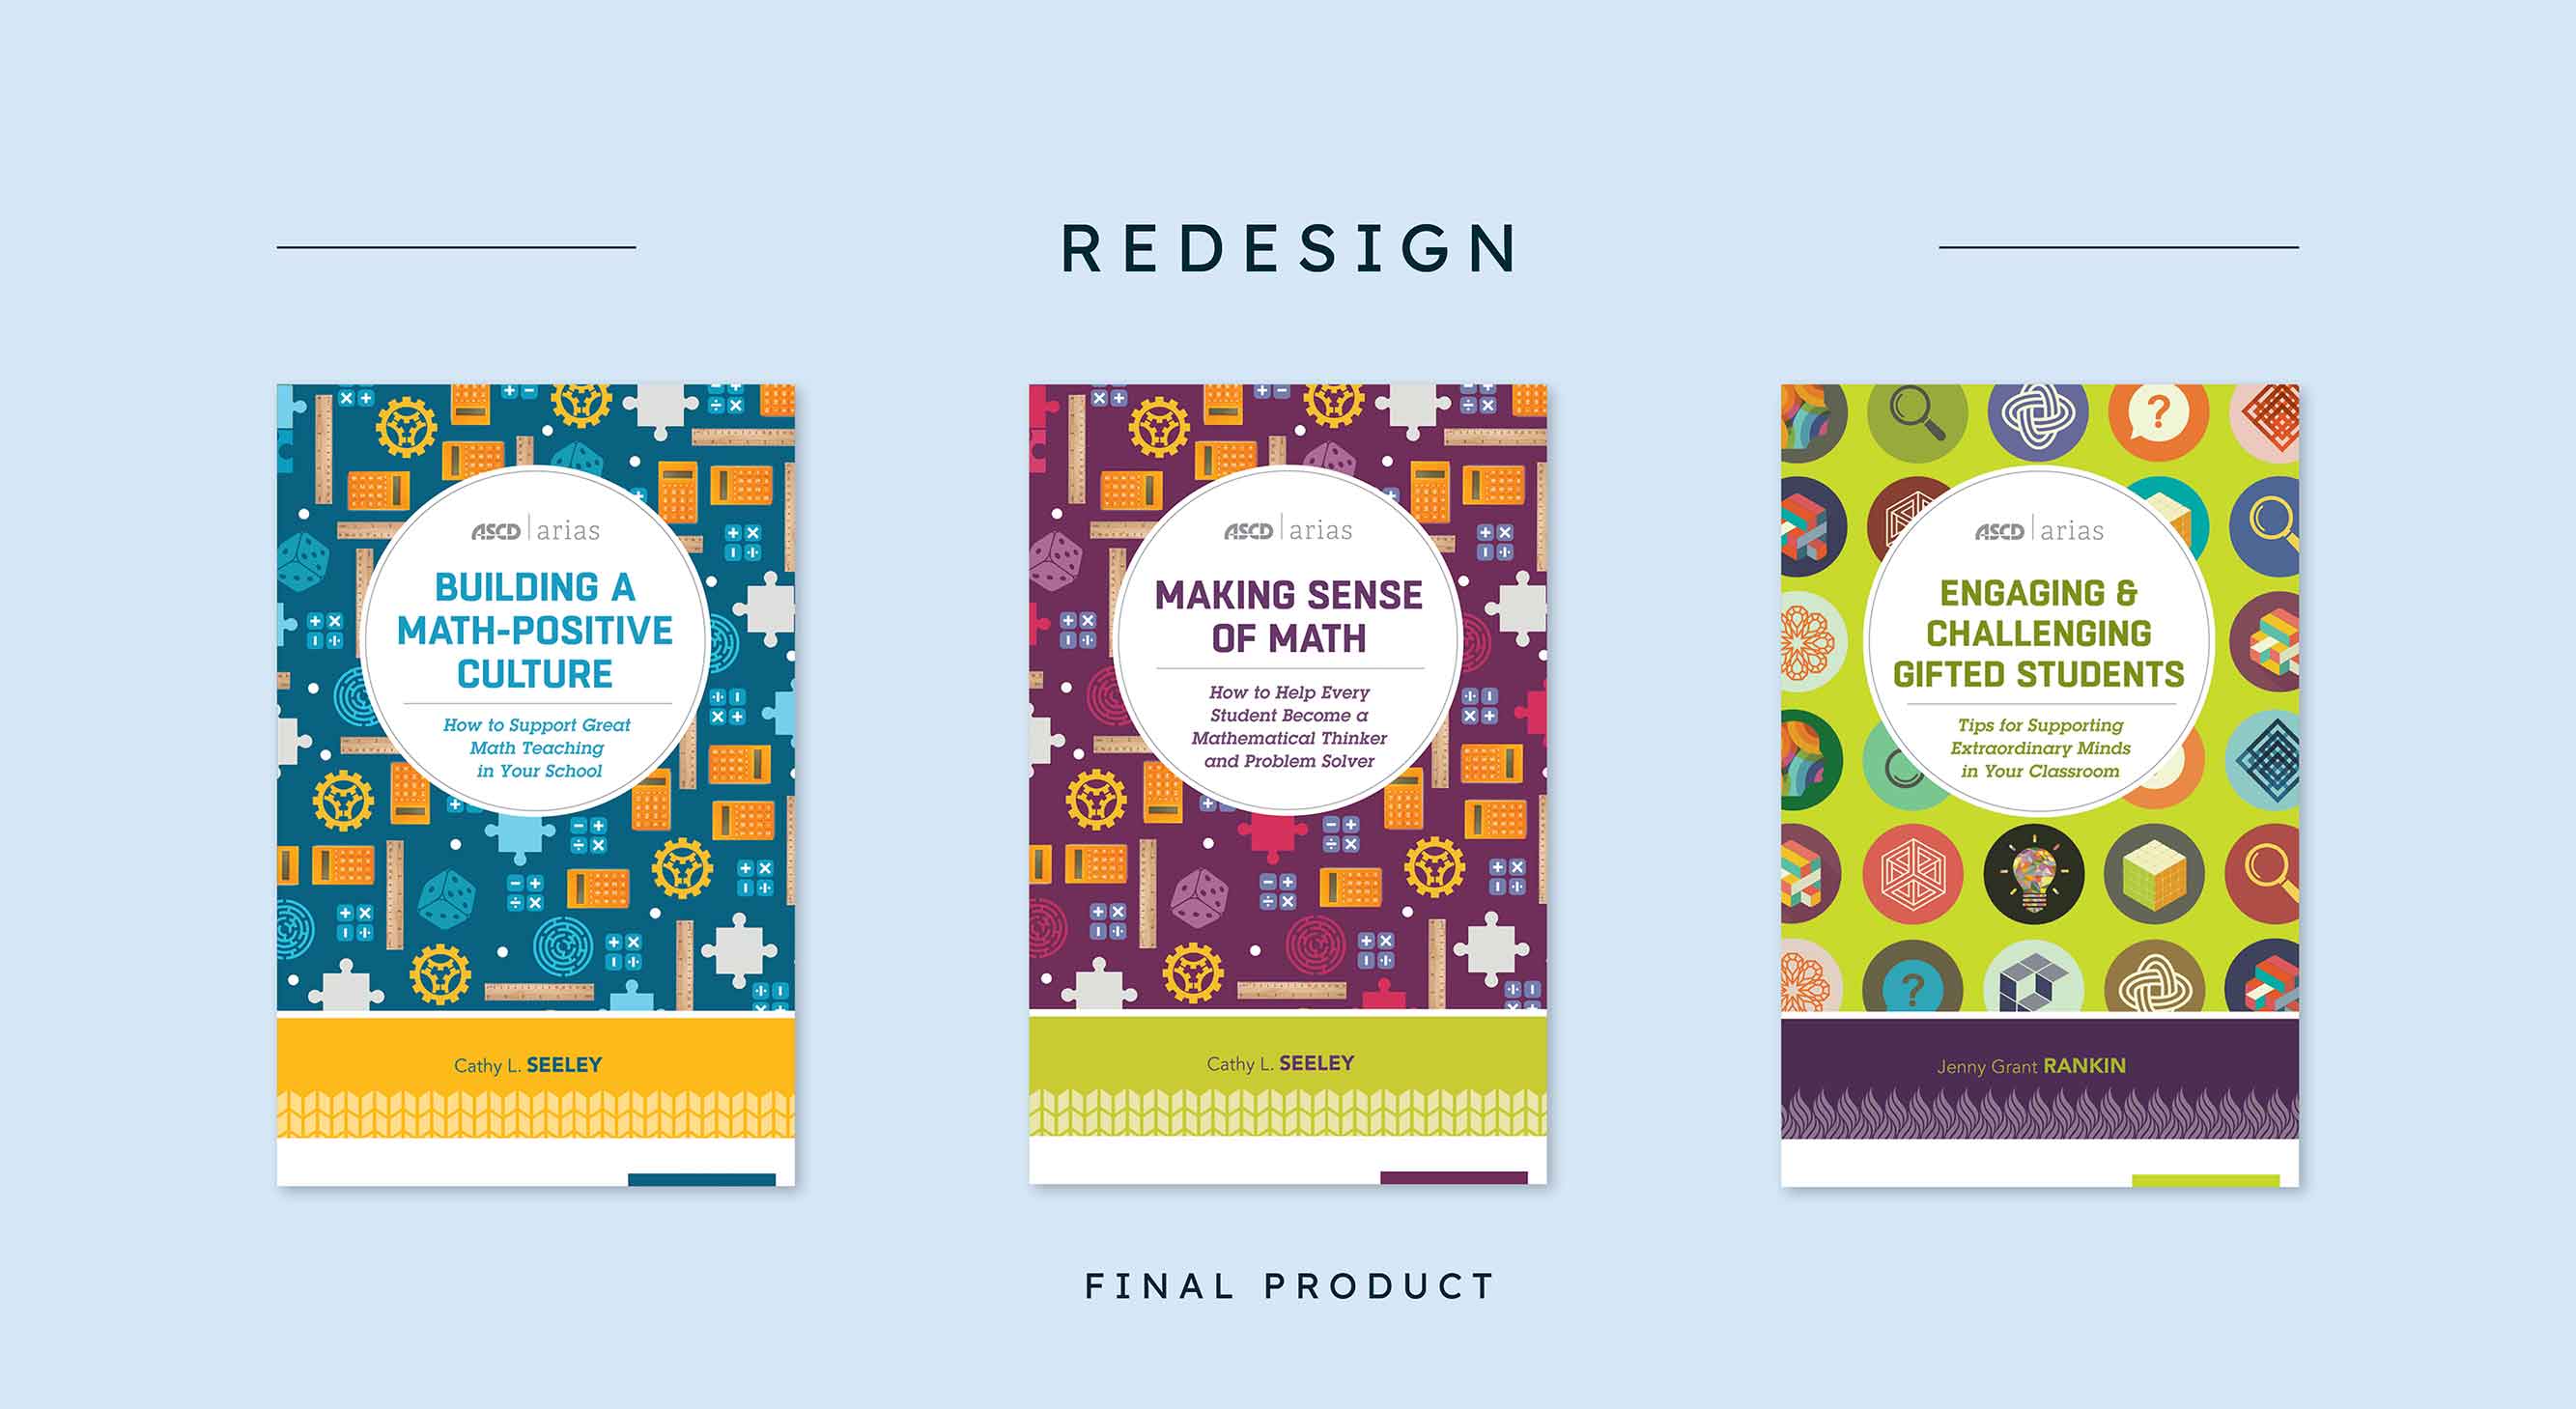 REDESIGN
ASCD | arias
BUILDING A
MATH-POSITIVE
CULTURE
How to Support Great
Math Teaching
in Your School
Cathy L. SEELEY
ASCD | arias
MAKING SENSE
OF MATH
How to Help Every
Student Become a
Mathematical Thinker
and Problem Solver
Cathy L. SEELEY
ASCD | arias
ENGAGING &
CHALLENGING
GIFTED STUDENTS
Tips for Supporting
Extraordinary Minds
in Your Classroom
Jenny Grant RANKIN
FINAL PRODUCT